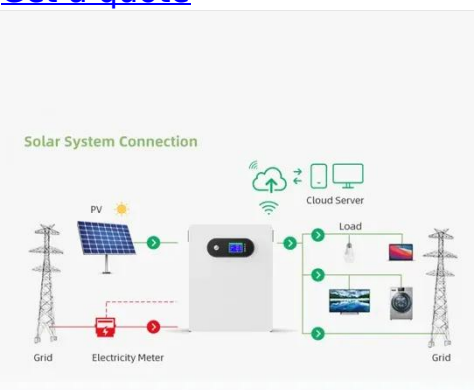 Get a quote
Solar System Connection
Cloud Server
PV
Load
Grid
Electricity Meter
Grid